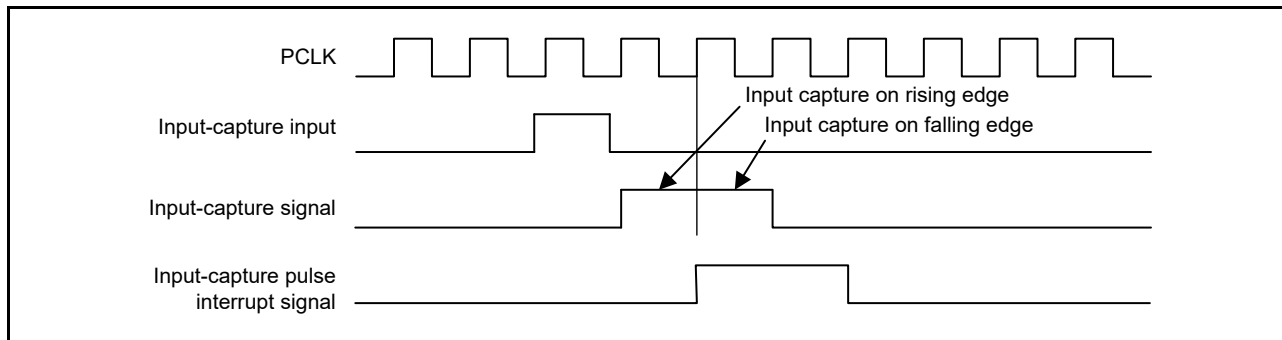 PCLK
Input capture on rising edge
Input-capture input
Input capture on falling edge
Input-capture signal
Input-capture pulse
interrupt signal